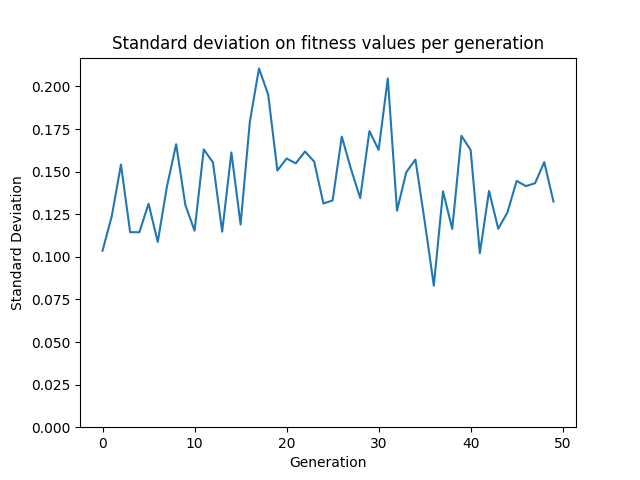 Standard deviation on fitness values per generation
0.200
0.175
0.150
0.125
0.100
0.075
0.050
0.025
0.000
Standard Deviation
0 10 20 30 40 50
Generation